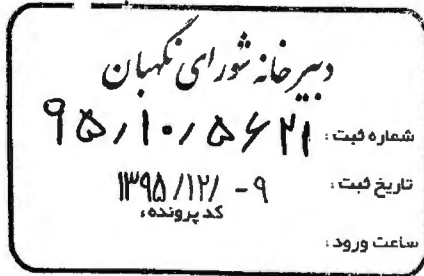 دبیرخانه شورای نگهبان
شماره ثبت: ۹۵/۱۰/۵۶۲۱
تاریخ ثبت: ۱۳۹۵/۱۲/-۹
کد پرونده:
ساعت ورود: